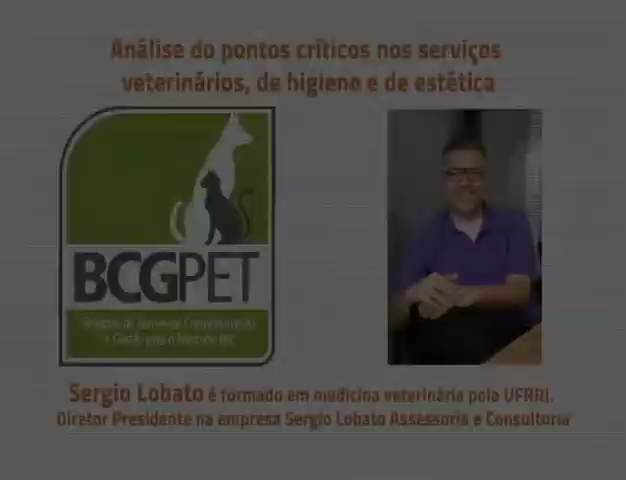 Análise do pontos críticos nos serviços
veterinários, de higiene e de estética
BCGPET
Sergio Lobato é formado em medicina veterinária pela UFRRJ.
Diretor Presidente na empresa Sergio Lobato Assessoria e Consultoria